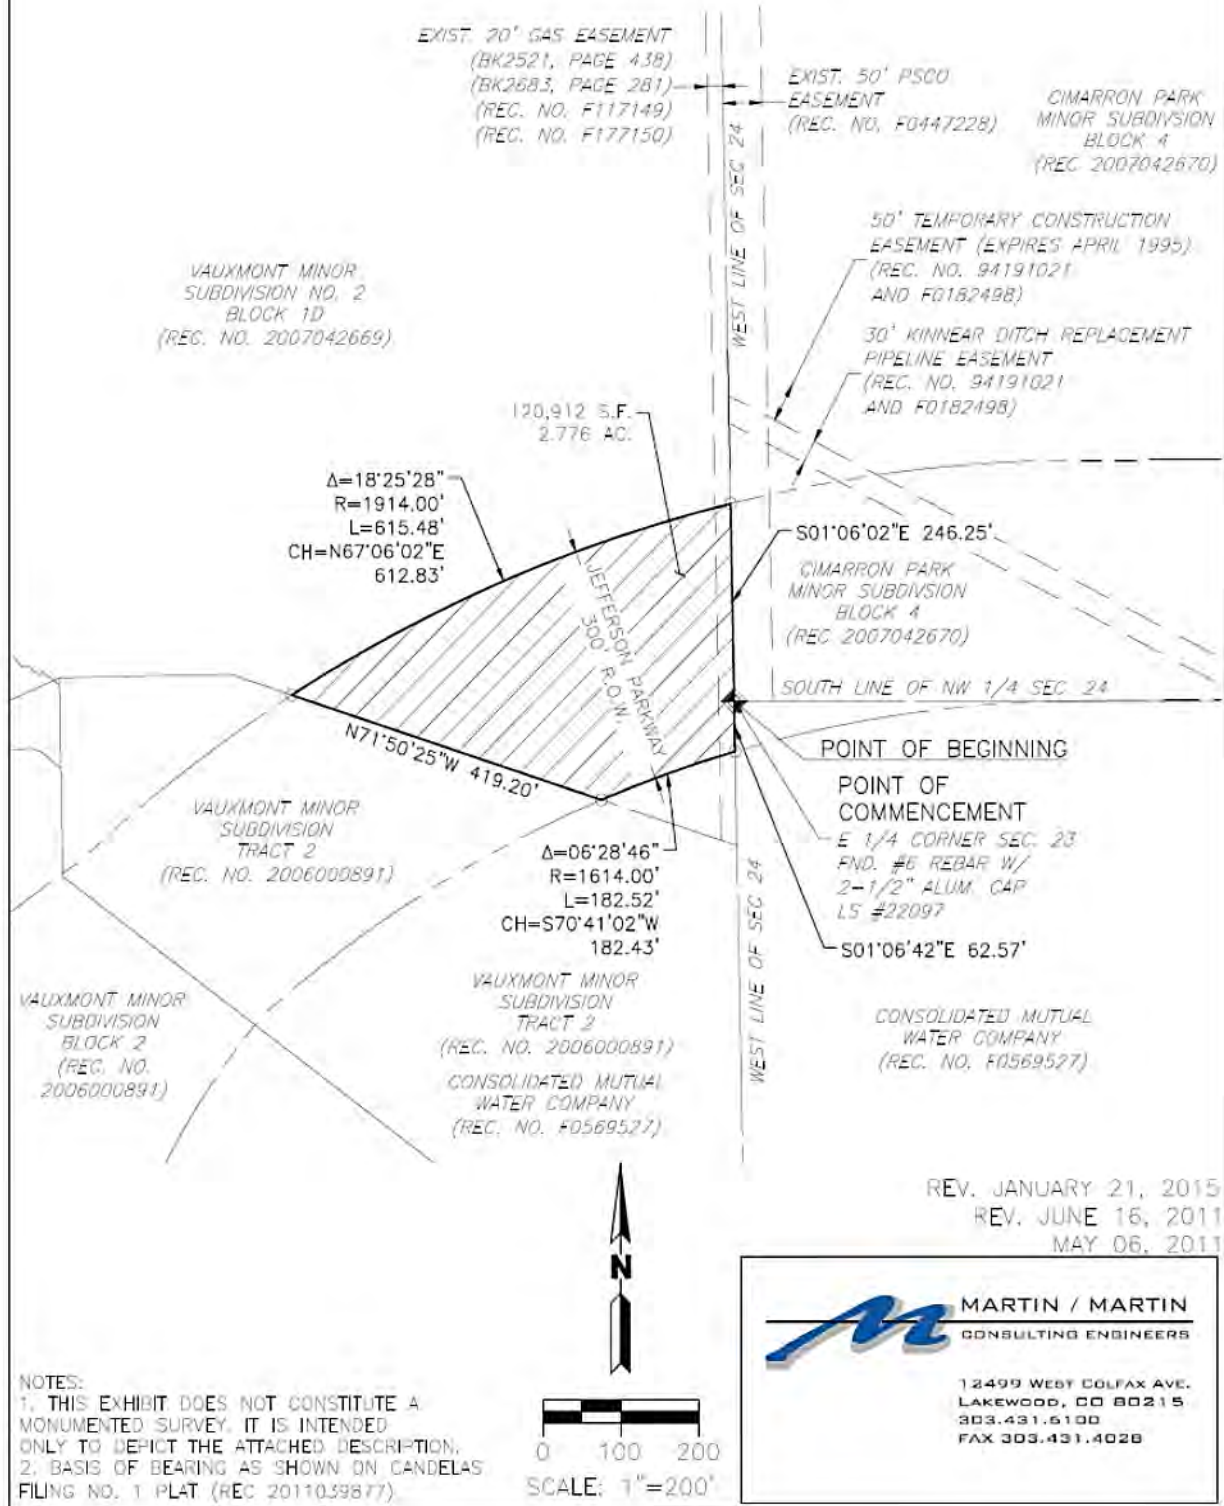 EXIST. 20' GAS EASEMENT
(BK2521, PAGE 438)
(BK2683, PAGE 281)
(REC. NO. F117149)
(REC. NO. F177150)
EXIST. 50' PSCO
EASEMENT
(REC. NO. F0447228)
CIMARRON PARK
MINOR SUBDIVSION
BLOCK 4
(REC 2007042670)
WEST LINE OF SEC 24
50' TEMPORARY CONSTRUCTION
EASEMENT (EXPIRES APRIL 1995)
(REC. NO. 94191021
AND F0182498)
VAUXMONT MINOR
SUBDIVISION NO. 2
BLOCK 1D
(REC. NO. 2007042669)
30' KINNEAR DITCH REPLACEMENT
PIPELINE EASEMENT
(REC. NO. 94191021
AND F0182498)
120,912 S.F.
2.776 AC.
Δ=18°25'28"
R=1914.00'
L=615.48'
CH=N67°06'02"E
612.83'
S01°06'02"E 246.25'
CIMARRON PARK
MINOR SUBDIVSION
BLOCK 4
(REC 2007042670)
JEFFERSON PARKWAY
300' R.O.W.
SOUTH LINE OF NW 1/4 SEC 24
N71°50'25"W 419.20'
POINT OF BEGINNING
POINT OF
COMMENCEMENT
E 1/4 CORNER SEC. 23
FND. #6 REBAR W/
2-1/2" ALUM. CAP
LS #22097
VAUXMONT MINOR
SUBDIVISION
TRACT 2
(REC. NO. 2006000891)
Δ=06°28'46"
R=1614.00'
L=182.52'
CH=S70°41'02"W
182.43'
S01°06'42"E 62.57'
WEST LINE OF SEC 24
VAUXMONT MINOR
SUBDIVISION
BLOCK 2
(REC. NO.
2006000891)
VAUXMONT MINOR
SUBDIVISION
TRACT 2
(REC. NO. 2006000891)
CONSOLIDATED MUTUAL
WATER COMPANY
(REC. NO. F0569527)
CONSOLIDATED MUTUAL
WATER COMPANY
(REC. NO. F0569527)
REV. JANUARY 21, 2015
REV. JUNE 16, 2011
MAY 06, 2011
N
MARTIN / MARTIN
CONSULTING ENGINEERS
12499 WEST COLFAX AVE.
LAKEWOOD, CO 80215
303.431.6100
FAX 303.431.4028
NOTES:
1. THIS EXHIBIT DOES NOT CONSTITUTE A
MONUMENTED SURVEY. IT IS INTENDED
ONLY TO DEPICT THE ATTACHED DESCRIPTION.
2. BASIS OF BEARING AS SHOWN ON CANDELAS
FILING NO. 1 PLAT (REC 2011039877)
0 100 200
SCALE: 1"=200'